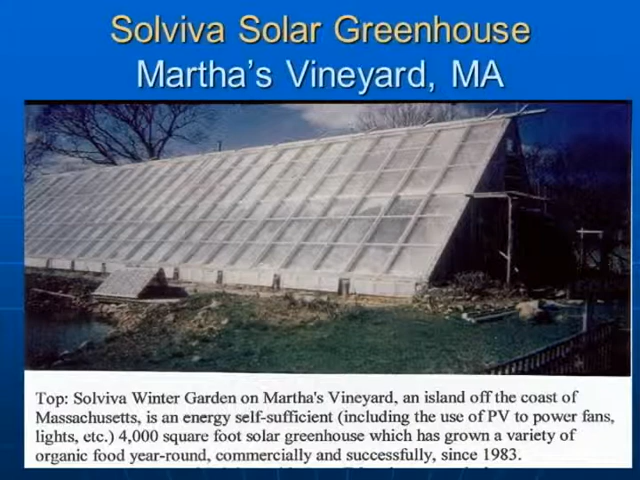 Solviva Solar Greenhouse
Martha's Vineyard, MA
Top: Solviva Winter Garden on Martha's Vineyard, an island off the coast of
Massachusetts, is an energy self-sufficient (including the use of PV to power fans,
lights, etc.) 4,000 square foot solar greenhouse which has grown a variety of
organic food year-round, commercially and successfully, since 1983.